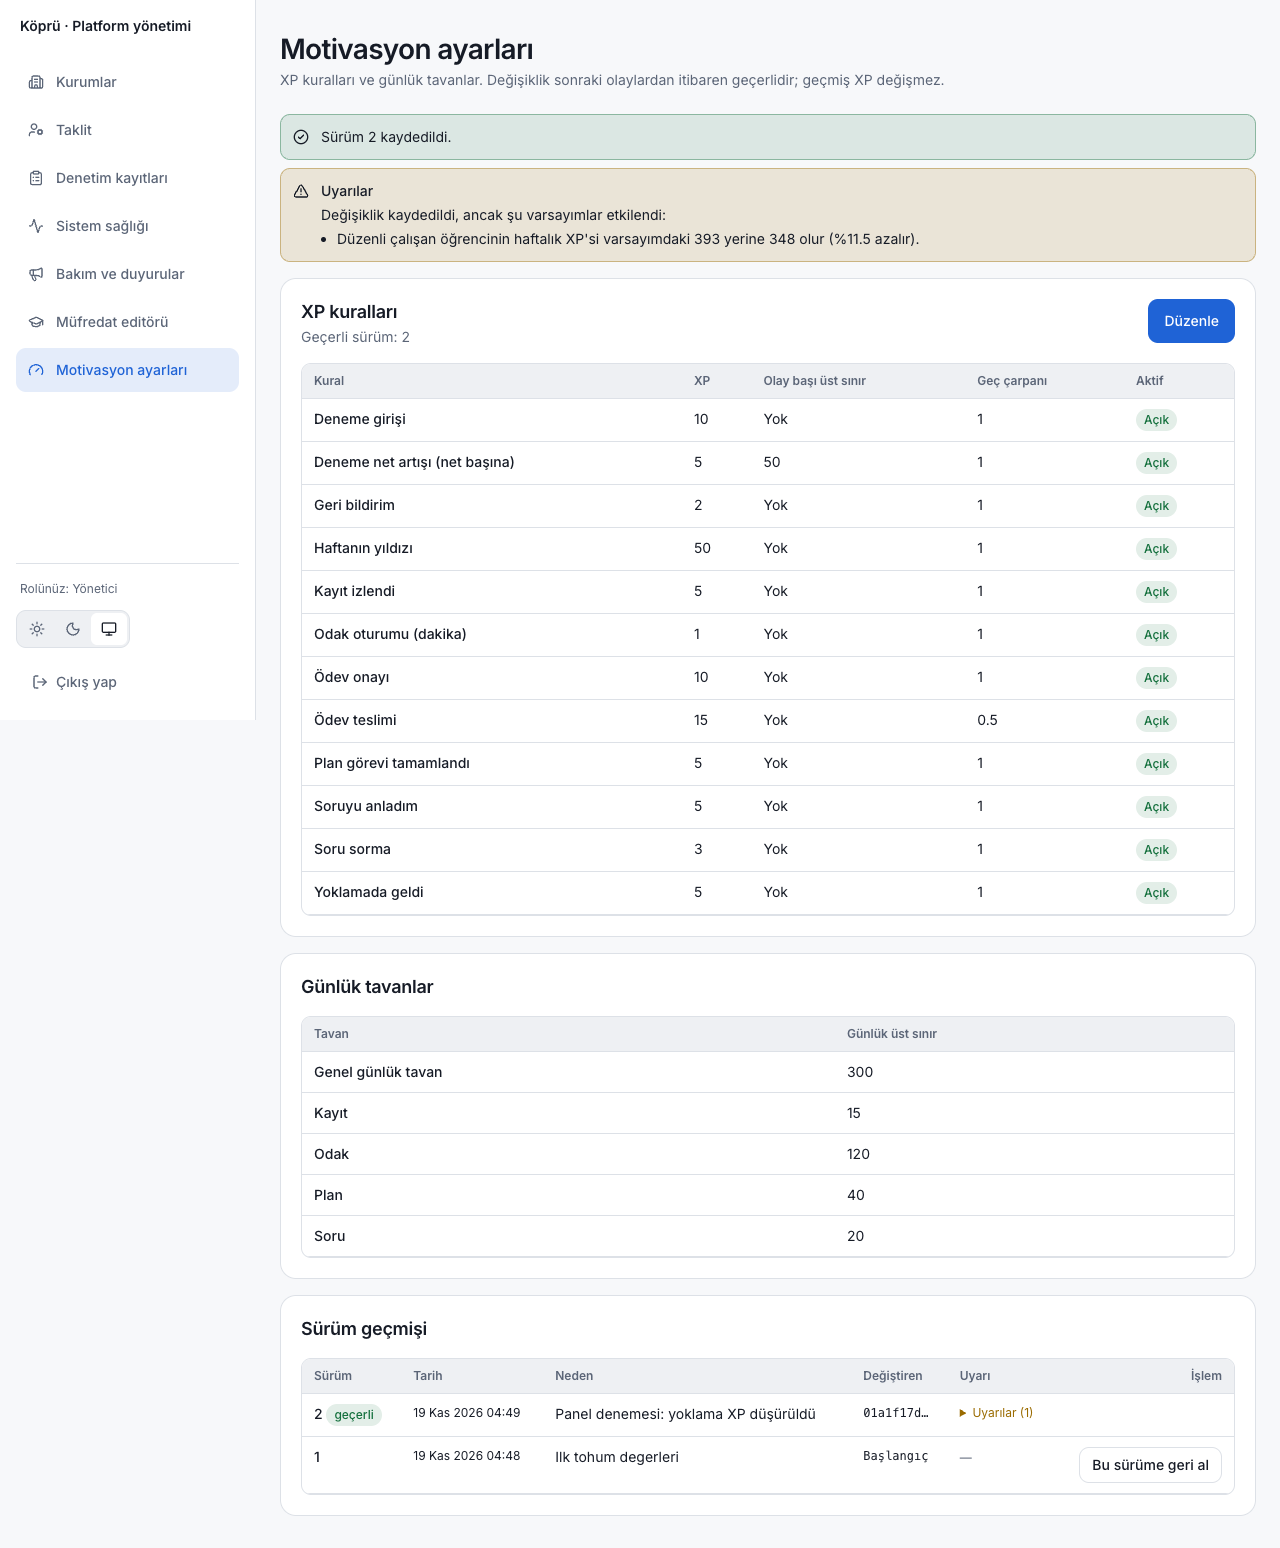 Köprü · Platform yönetimi
Kurumlar
Taklit
Denetim kayıtları
Sistem sağlığı
Bakım ve duyurular
Müfredat editörü
Motivasyon ayarları
Rolünüz: Yönetici
Çıkış yap
Motivasyon ayarları
XP kuralları ve günlük tavanlar. Değişiklik sonraki olaylardan itibaren geçerlidir; geçmiş XP değişmez.
Sürüm 2 kaydedildi.
Uyarılar
Değişiklik kaydedildi, ancak şu varsayımlar etkilendi:
• Düzenli çalışan öğrencinin haftalık XP'si varsayımdaki 393 yerine 348 olur (%11.5 azalır).
XP kuralları
Geçerli sürüm: 2
Düzenle
Kural XP Olay başı üst sınır Geç çarpanı Aktif
Deneme girişi 10 Yok 1 Açık
Deneme net artışı (net başına) 5 50 1 Açık
Geri bildirim 2 Yok 1 Açık
Haftanın yıldızı 50 Yok 1 Açık
Kayıt izlendi 5 Yok 1 Açık
Odak oturumu (dakika) 1 Yok 1 Açık
Ödev onayı 10 Yok 1 Açık
Ödev teslimi 15 Yok 0.5 Açık
Plan görevi tamamlandı 5 Yok 1 Açık
Soruyu anladım 5 Yok 1 Açık
Soru sorma 3 Yok 1 Açık
Yoklamada geldi 5 Yok 1 Açık
Günlük tavanlar
Tavan Günlük üst sınır
Genel günlük tavan 300
Kayıt 15
Odak 120
Plan 40
Soru 20
Sürüm geçmişi
Sürüm Tarih Neden Değiştiren Uyarı İşlem
2 geçerli 19 Kas 2026 04:49 Panel denemesi: yoklama XP düşürüldü 01a1f17d… Uyarılar (1)
1 19 Kas 2026 04:48 Ilk tohum degerleri Başlangıç — Bu sürüme geri al